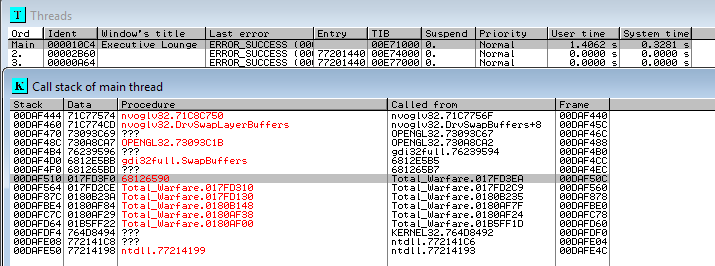 T Threads
Ord Ident Window's title Last error Entry TIB Suspend Priority User time System time
Main 000010C4 Executive Lounge ERROR_SUCCESS (000 00E71000 0. Normal 1.4062 s 0.3281 s
2. 00002B60 ERROR_SUCCESS (000 77201440 00E74000 0. Normal 0.0000 s 0.0000 s
3. 00000A64 ERROR_SUCCESS (000 77201440 00E77000 0. Normal 0.0000 s 0.0000 s
K Call stack of main thread
Stack Data Procedure Called from Frame
00DAF444 71C77574 nvoglv32.71C8C750 nvoglv32.71C7756F 00DAF440
00DAF460 71C774CD nvoglv32.DrvSwapLayerBuffers nvoglv32.DrvSwapBuffers+8 00DAF45C
00DAF470 73093C69 ??? OPENGL32.73093C67 00DAF46C
00DAF48C 730A8CA7 OPENGL32.73093C1B OPENGL32.730A8CA2 00DAF488
00DAF4B4 76239596 ??? gdi32full.76239594 00DAF4B0
00DAF4D0 6812E5BB gdi32full.SwapBuffers 6812E5B5 00DAF4CC
00DAF4F0 681265BD ??? 681265B7 00DAF4EC
00DAF510 017FD3F0 68126590 Total_Warfare.017FD3EA 00DAF50C
00DAF564 017FD2CE Total_Warfare.017FD310 Total_Warfare.017FD2C9 00DAF560
00DAF87C 0180B23A Total_Warfare.017FD130 Total_Warfare.0180B235 00DAF878
00DAFBE4 0180AF84 Total_Warfare.0180B148 Total_Warfare.0180AF7F 00DAFBE0
00DAFC7C 0180AF29 Total_Warfare.0180AF38 Total_Warfare.0180AF24 00DAFC78
00DAFD64 01B5FF22 Total_Warfare.0180AF00 Total_Warfare.01B5FF1D 00DAFD60
00DAFDF4 764D8494 ??? KERNEL32.764D8492 00DAFDF0
00DAFE08 772141C8 ??? ntdll.772141C6 00DAFE04
00DAFE50 77214198 ntdll.77214199 ntdll.77214193 00DAFE4C